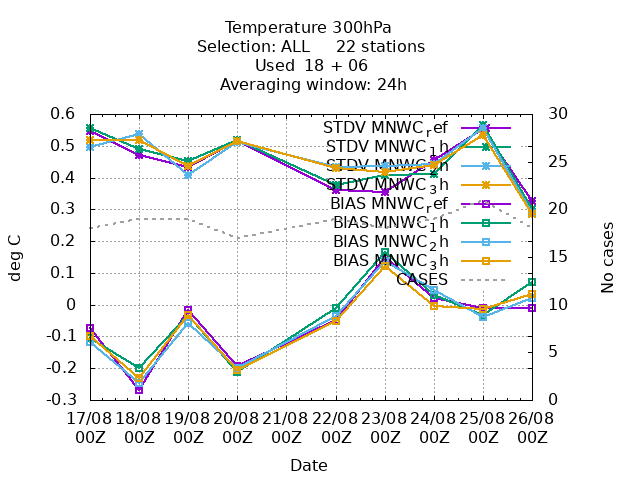 Temperature 300hPa
Selection: ALL 22 stations
Used 18 + 06
Averaging window: 24h
0.6
0.5
0.4
0.3
0.2
0.1
0
-0.1
-0.2
-0.3
deg C
30
25
20
15
10
5
0
No cases
STDV MNWC_ref
STDV MNWC_1h
STDV MNWC_2h
STDV MNWC_3h
BIAS MNWC_ref
BIAS MNWC_1h
BIAS MNWC_2h
BIAS MNWC_3h
CASES
17/08 18/08 19/08 20/08 21/08 22/08 23/08 24/08 25/08 26/08
00Z 00Z 00Z 00Z 00Z 00Z 00Z 00Z 00Z 00Z
Date